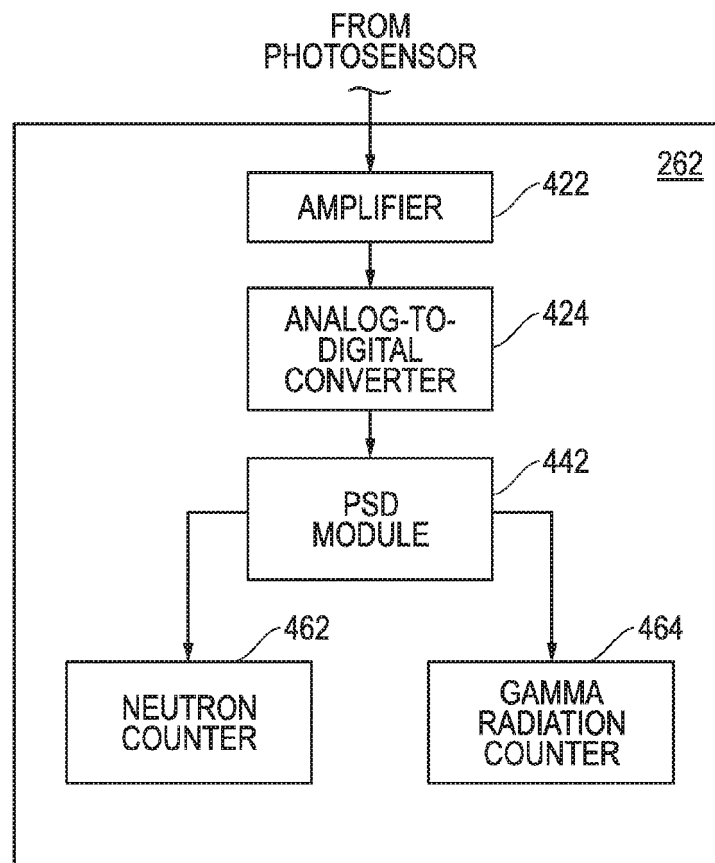 FROM
PHOTOSENSOR
262
AMPLIFIER
422
ANALOG-TO-
DIGITAL
CONVERTER
424
PSD
MODULE
442
462
NEUTRON
COUNTER
464
GAMMA
RADIATION
COUNTER